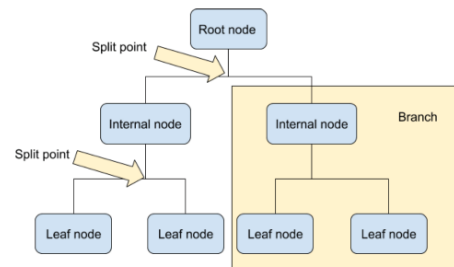 Root node
Split point
Internal node
Internal node
Branch
Split point
Leaf node
Leaf node
Leaf node
Leaf node